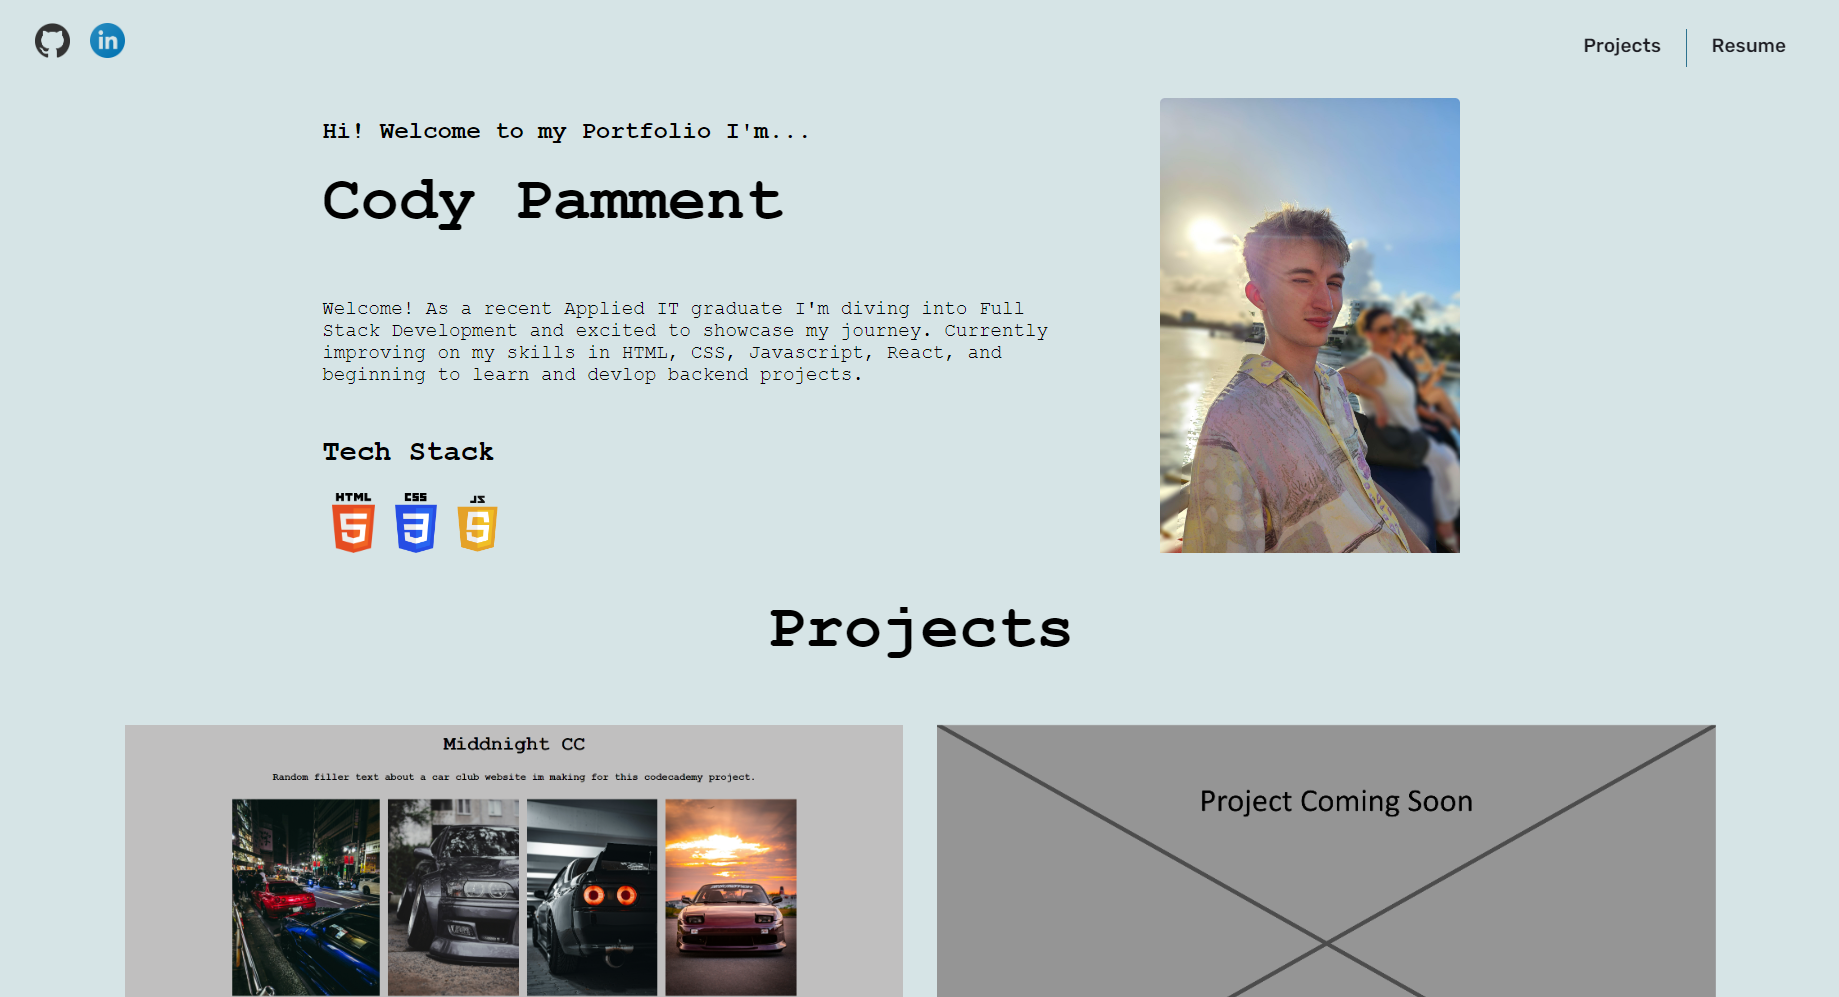 in
Projects
Resume
Hi! Welcome to my Portfolio I'm...
Cody Pamment
Welcome! As a recent Applied IT graduate I'm diving into Full
Stack Development and excited to showcase my journey. Currently
improving on my skills in HTML, CSS, Javascript, React, and
beginning to learn and devlop backend projects.
Tech Stack
HTML
CSS
JS
5
3
S
Projects
Middnight CC
Random filler text about a car club website im making for this codecademy project.
Project Coming Soon